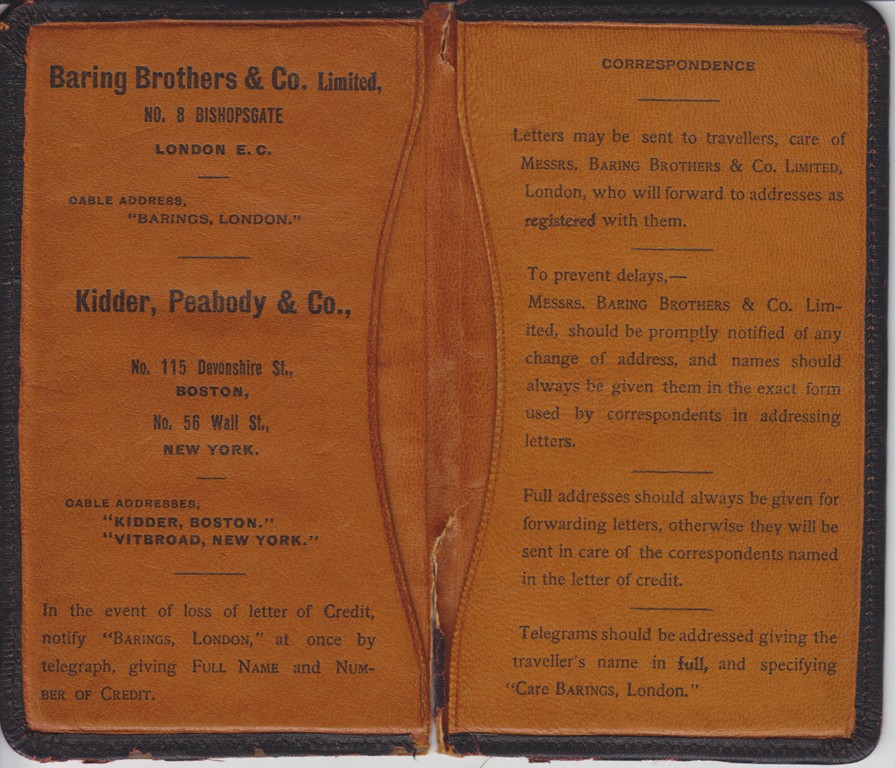 Baring Brothers & Co. Limited,
NO. 8 BISHOPSGATE
LONDON E. C.
CABLE ADDRESS,
"BARINGS, LONDON."
Kidder, Peabody & Co.,
No. 115 Devonshire St.,
BOSTON,
No. 56 Wall St.,
NEW YORK.
CABLE ADDRESSES,
"KIDDER, BOSTON."
"VITBROAD, NEW YORK."
In the event of loss of letter of Credit,
notify "BARINGS, LONDON," at once by
telegraph, giving FULL NAME and NUM-
BER OF CREDIT.
CORRESPONDENCE
Letters may be sent to travellers, care of
MESSRS. BARING BROTHERS & CO. LIMITED,
London, who will forward to addresses as
registered with them.
To prevent delays,—
MESSRS. BARING BROTHERS & CO. Lim-
ited, should be promptly notified of any
change of address, and names should
always be given them in the exact form
used by correspondents in addressing
letters.
Full addresses should always be given for
forwarding letters, otherwise they will be
sent in care of the correspondents named
in the letter of credit.
Telegrams should be addressed giving the
traveller's name in full, and specifying
"Care BARINGS, London."